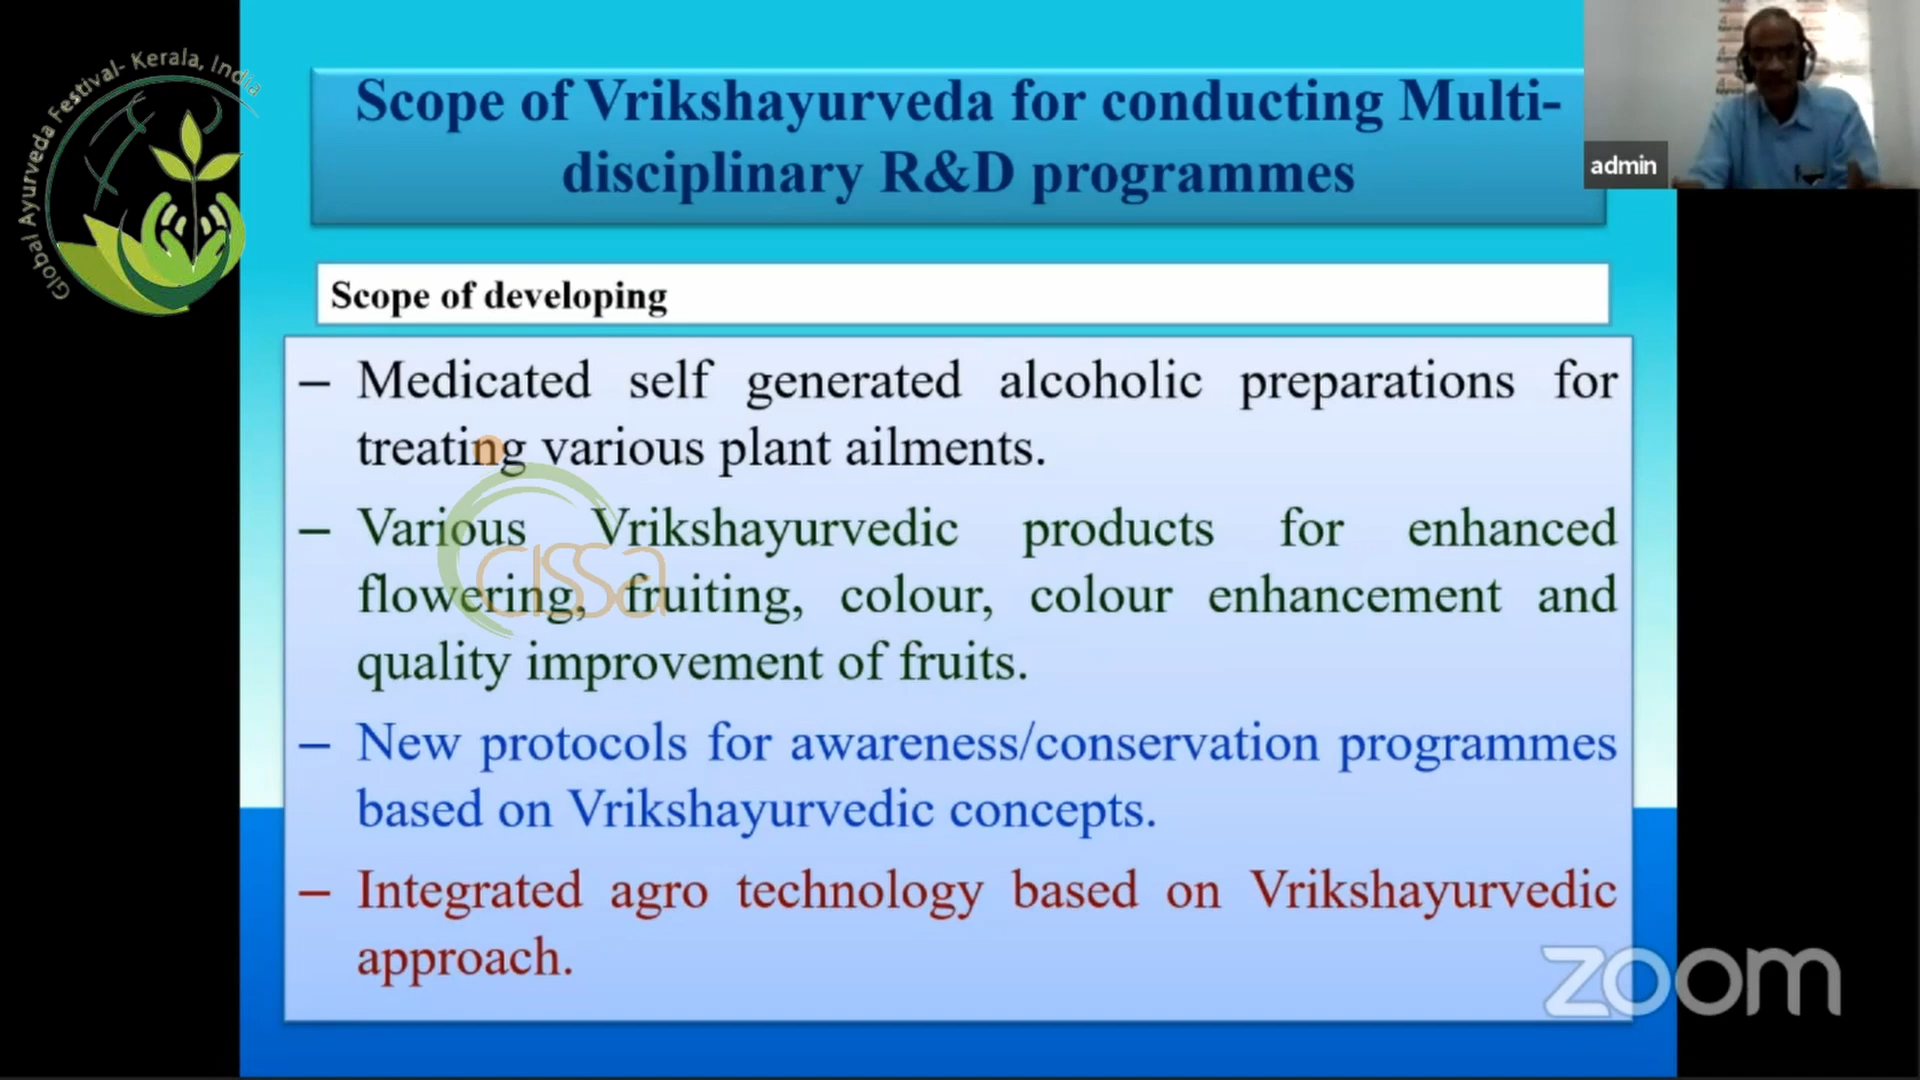 Global Ayurveda Festival- Kerala, India
Scope of Vrikshayurveda for conducting Multi-
disciplinary R&D programmes
admin
Scope of developing
– Medicated self generated alcoholic preparations for
treating various plant ailments.
– Various Vrikshayurvedic products for enhanced
flowering, fruiting, colour, colour enhancement and
quality improvement of fruits.
cissa
– New protocols for awareness/conservation programmes
based on Vrikshayurvedic concepts.
– Integrated agro technology based on Vrikshayurvedic
approach.
zoom